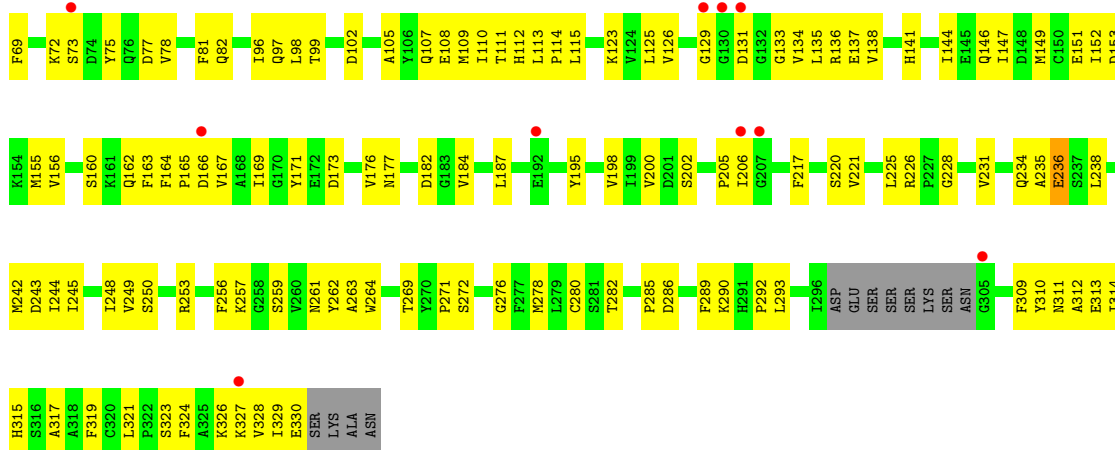 F69 K72 S73 D74 Y75 Q76 D77 V78 F81 Q82 I96 Q97 L98 T99 D102 A105 Y106 Q107 E108 M109 I110 T111 H112 L113 P114 L115 K123 V124 L125 V126 G129 G130 D131 G132 G133 V134 L135 R136 E137 V138 H141 I144 E145 Q146 I147 D148 M149 C150 E151 I152 D153
K154 M155 V156 S160 K161 Q162 F163 F164 P165 D166 V167 A168 I169 G170 Y171 E172 D173 V176 N177 D182 G183 V184 L187 E192 Y195 V198 I199 V200 D201 S202 P205 I206 G207 F217 S220 V221 L225 R226 P227 G228 V231 Q234 A235 E236 S237 L238
M242 D243 I244 I245 I248 V249 S250 R253 F256 K257 G258 S259 V260 N261 Y262 A263 W264 T269 Y270 P271 S272 G276 F277 M278 L279 C280 S281 T282 P285 D286 F289 K290 H291 P292 L293 I296 ASP GLU SER SER SER LYS SER ASN G305 F309 Y310 N311 A312 E313
H315 S316 A317 A318 F319 C320 L321 P322 S323 F324 A325 K326 K327 V328 I329 E330 SER LYS ALA ASN